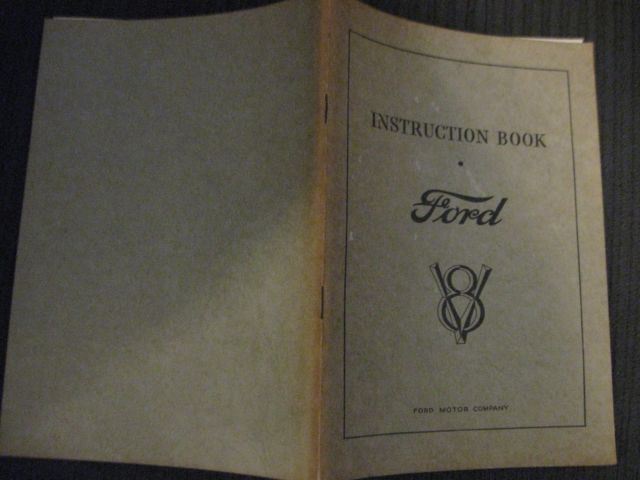 INSTRUCTION BOOK
Ford
V8
FORD MOTOR COMPANY